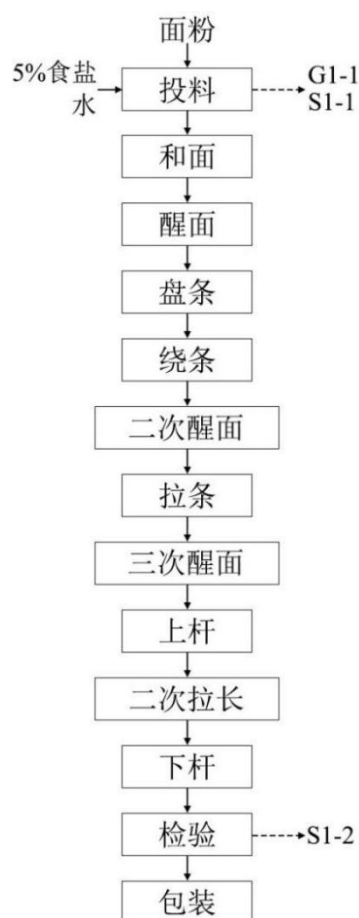 面粉
5%食盐
水
投料
G1-1
S1-1
和面
醒面
盘条
绕条
二次醒面
拉条
三次醒面
上杆
二次拉长
下杆
检验
S1-2
包装